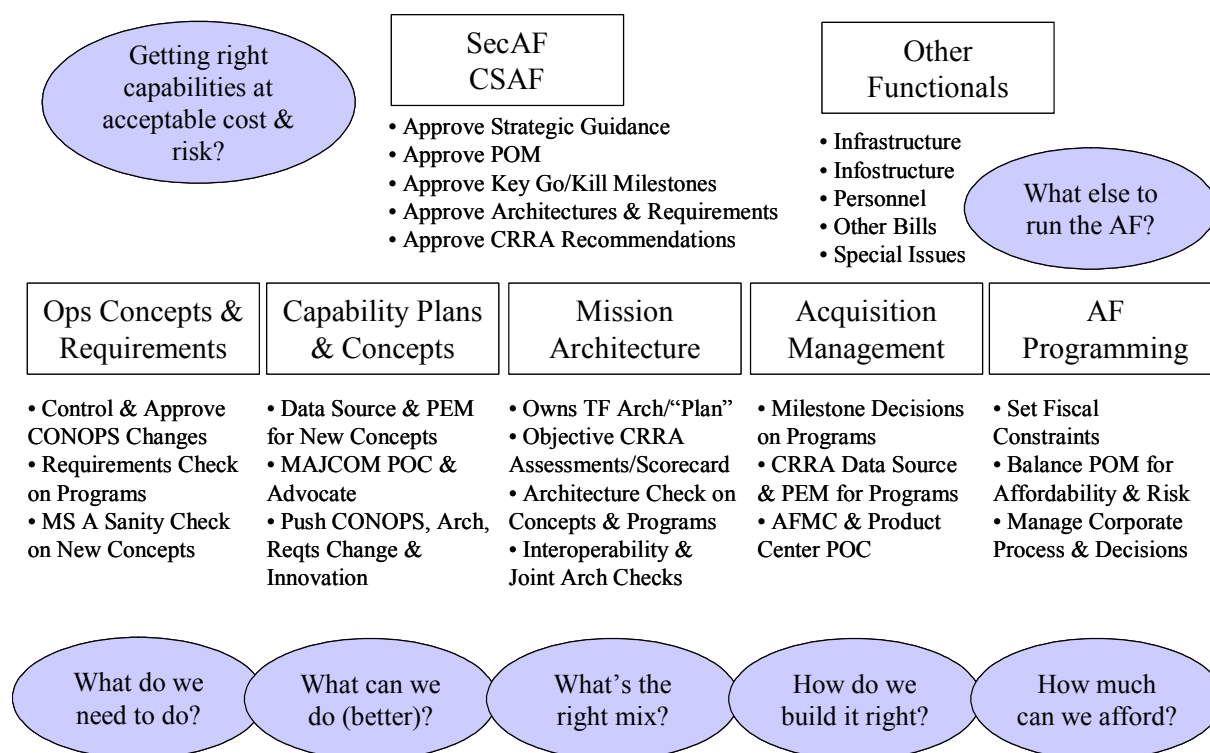 Getting right
capabilities at
acceptable cost &
risk?
SecAF
CSAF
• Approve Strategic Guidance
• Approve POM
• Approve Key Go/Kill Milestones
• Approve Architectures & Requirements
• Approve CRRA Recommendations
Other
Functionals
• Infrastructure
• Infostructure
• Personnel
• Other Bills
• Special Issues
What else to
run the AF?
Ops Concepts &
Requirements
• Control & Approve
CONOPS Changes
• Requirements Check
on Programs
• MS A Sanity Check
on New Concepts
Capability Plans
& Concepts
• Data Source & PEM
for New Concepts
• MAJCOM POC &
Advocate
• Push CONOPS, Arch,
Reqts Change &
Innovation
Mission
Architecture
• Owns TF Arch/“Plan”
• Objective CRRA
Assessments/Scorecard
• Architecture Check on
Concepts & Programs
• Interoperability &
Joint Arch Checks
Acquisition
Management
• Milestone Decisions
on Programs
• CRRA Data Source
& PEM for Programs
• AFMC & Product
Center POC
AF
Programming
• Set Fiscal
Constraints
• Balance POM for
Affordability & Risk
• Manage Corporate
Process & Decisions
What do we
need to do?
What can we
do (better)?
What’s the
right mix?
How do we
build it right?
How much
can we afford?